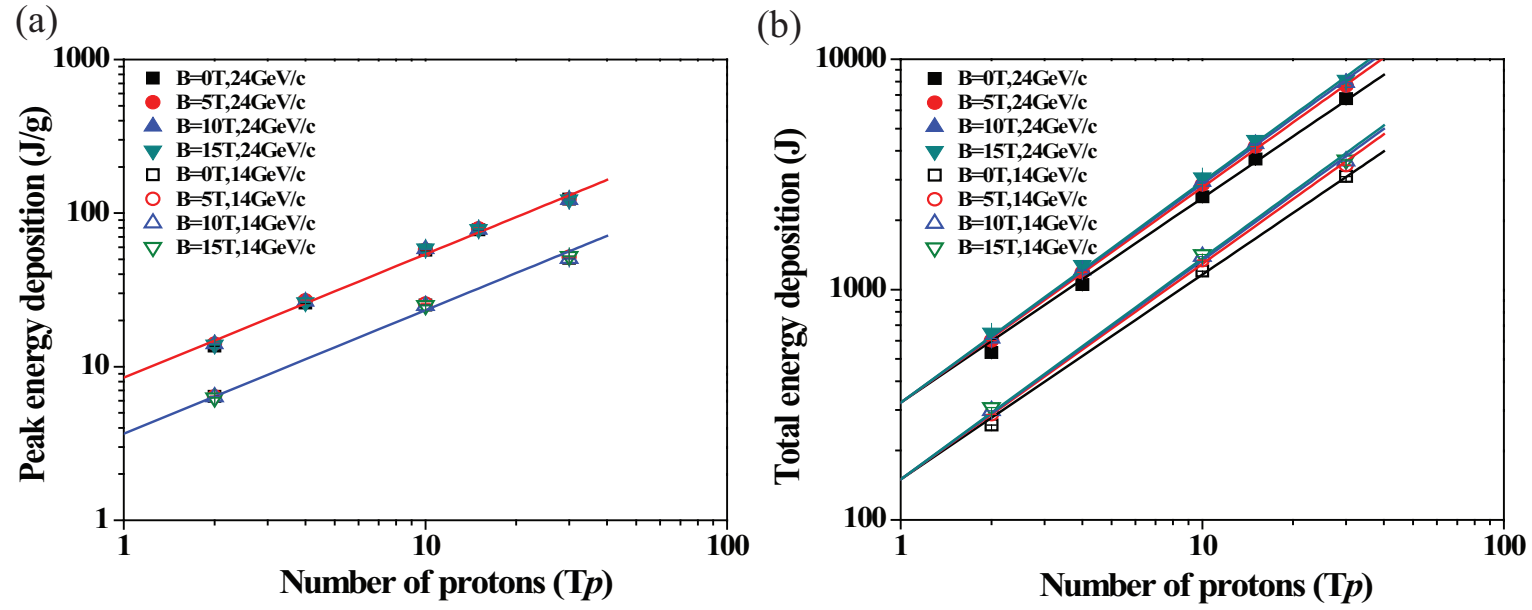 (a)
1000
100
10
1
Peak energy deposition (J/g)
B=0T,24GeV/c
B=5T,24GeV/c
B=10T,24GeV/c
B=15T,24GeV/c
B=0T,14GeV/c
B=5T,14GeV/c
B=10T,14GeV/c
B=15T,14GeV/c
1
10
100
Number of protons (Tp)
(b)
10000
1000
100
Total energy deposition (J)
B=0T,24GeV/c
B=5T,24GeV/c
B=10T,24GeV/c
B=15T,24GeV/c
B=0T,14GeV/c
B=5T,14GeV/c
B=10T,14GeV/c
B=15T,14GeV/c
1
10
100
Number of protons (Tp)